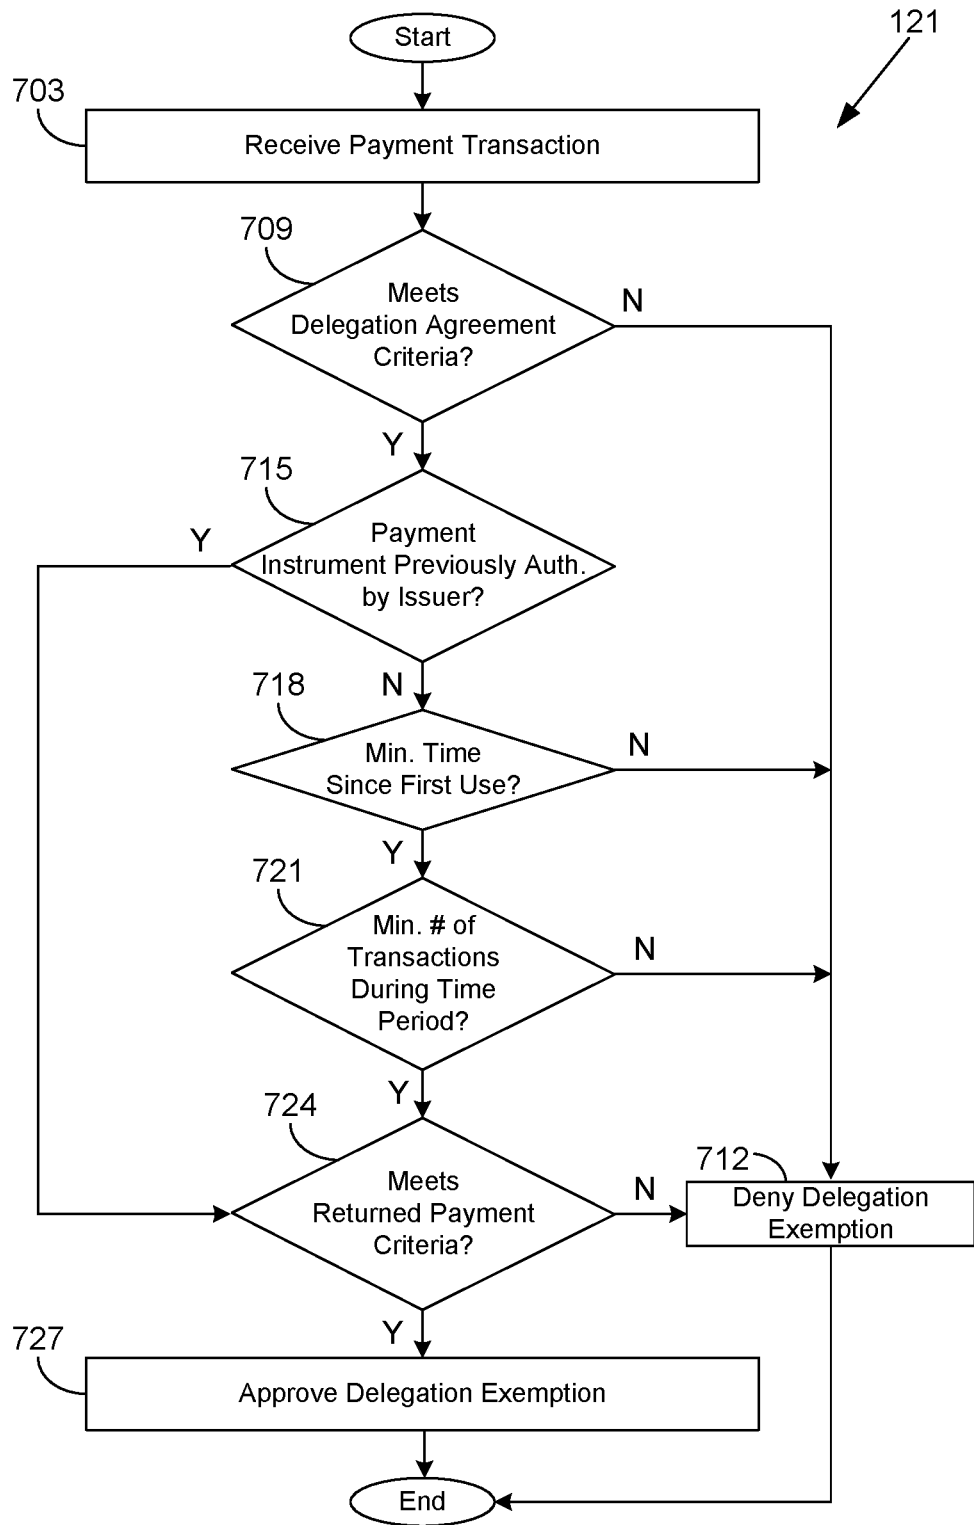 Start
121
703
Receive Payment Transaction
709
Meets
Delegation Agreement
Criteria?
N
Y
715
Payment
Instrument Previously Auth.
by Issuer?
Y
N
718
Min. Time
Since First Use?
N
Y
721
Min. # of
Transactions
During Time
Period?
N
Y
724
Meets
Returned Payment
Criteria?
N
712
Deny Delegation
Exemption
Y
727
Approve Delegation Exemption
End